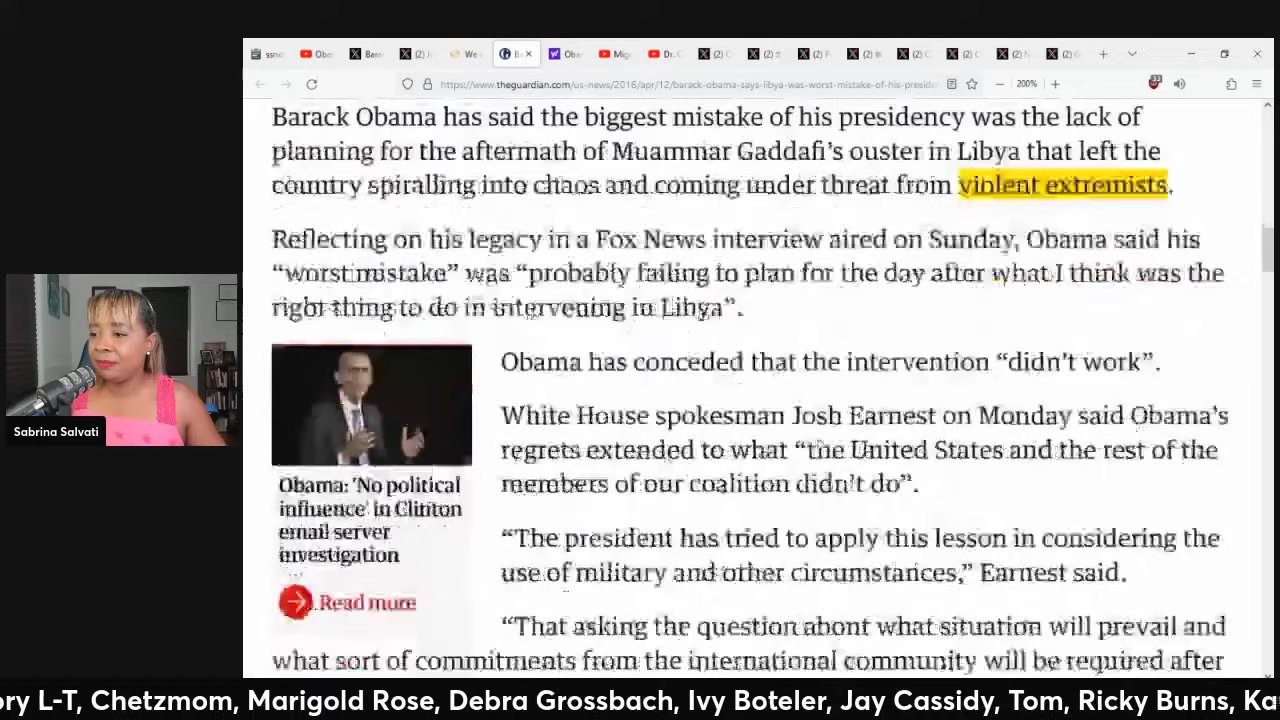 https://www.theguardian.com/us-news/2016/apr/12/barack-obama-says-libya-was-worst-mistake-of-his-presid
200%
Barack Obama has said the biggest mistake of his presidency was the lack of
planning for the aftermath of Muammar Gaddafi's ouster in Libya that left the
country spiralling into chaos and coming under threat from violent extremists.
Reflecting on his legacy in a Fox News interview aired on Sunday, Obama said his
“worst mistake” was “probably failing to plan for the day after what I think was the
right thing to do in intervening in Libya”.
Obama has conceded that the intervention “didn't work”.
White House spokesman Josh Earnest on Monday said Obama's
regrets extended to what “the United States and the rest of the
members of our coalition didn't do”.
“The president has tried to apply this lesson in considering the
use of military and other circumstances,” Earnest said.
“That asking the question about what situation will prevail and
what sort of commitments from the international community will be required after
Obama: ‘No political
influence’ in Clinton
email server
investigation
Read more
Sabrina Salvati
ory L-T, Chetzmom, Marigold Rose, Debra Grossbach, Ivy Boteler, Jay Cassidy, Tom, Ricky Burns, Ka